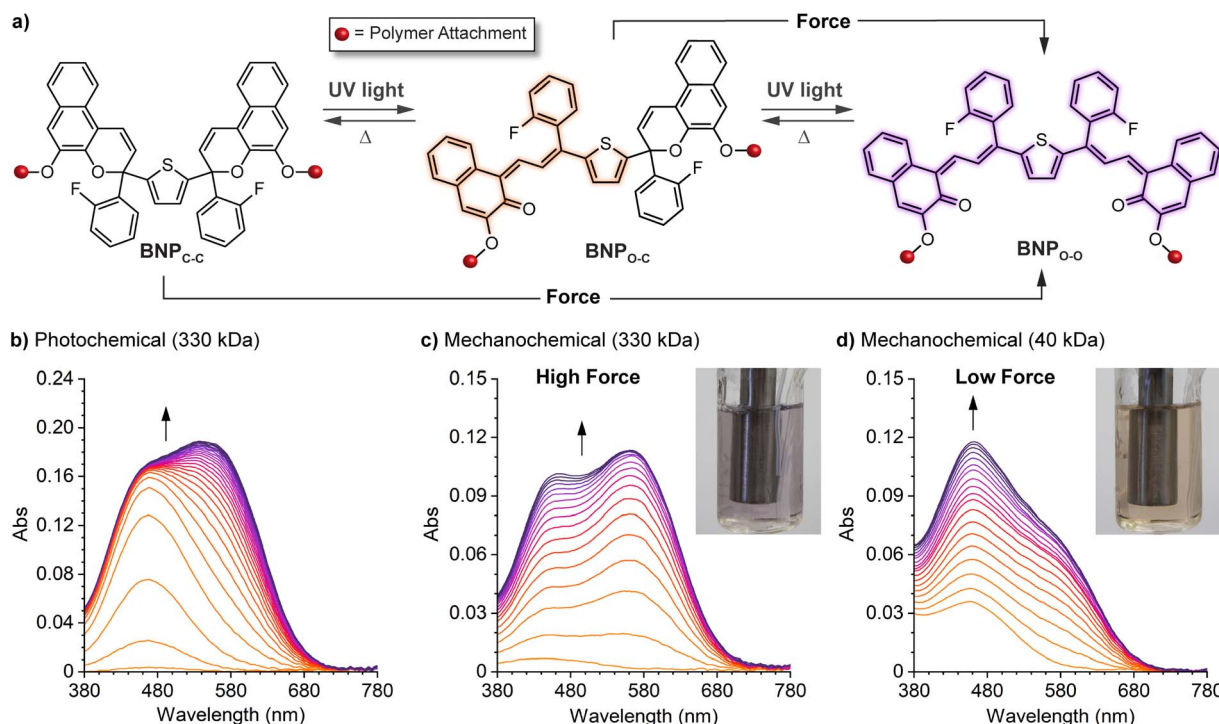 a)
= Polymer Attachment
Force
UV light
Δ
UV light
Δ
O
O
S
O
O
F
F
BNP_C-C
F
S
O
F
O
O
O
BNP_O-C
F
S
F
O
O
O
O
BNP_O-O
Force
b) Photochemical (330 kDa)
0.24
0.20
0.16
0.12
0.08
0.04
0
Abs
380 480 580 680 780
Wavelength (nm)
c) Mechanochemical (330 kDa)
High Force
0.15
0.12
0.09
0.06
0.03
0
Abs
380 480 580 680 780
Wavelength (nm)
d) Mechanochemical (40 kDa)
Low Force
0.15
0.12
0.09
0.06
0.03
0
Abs
380 480 580 680 780
Wavelength (nm)